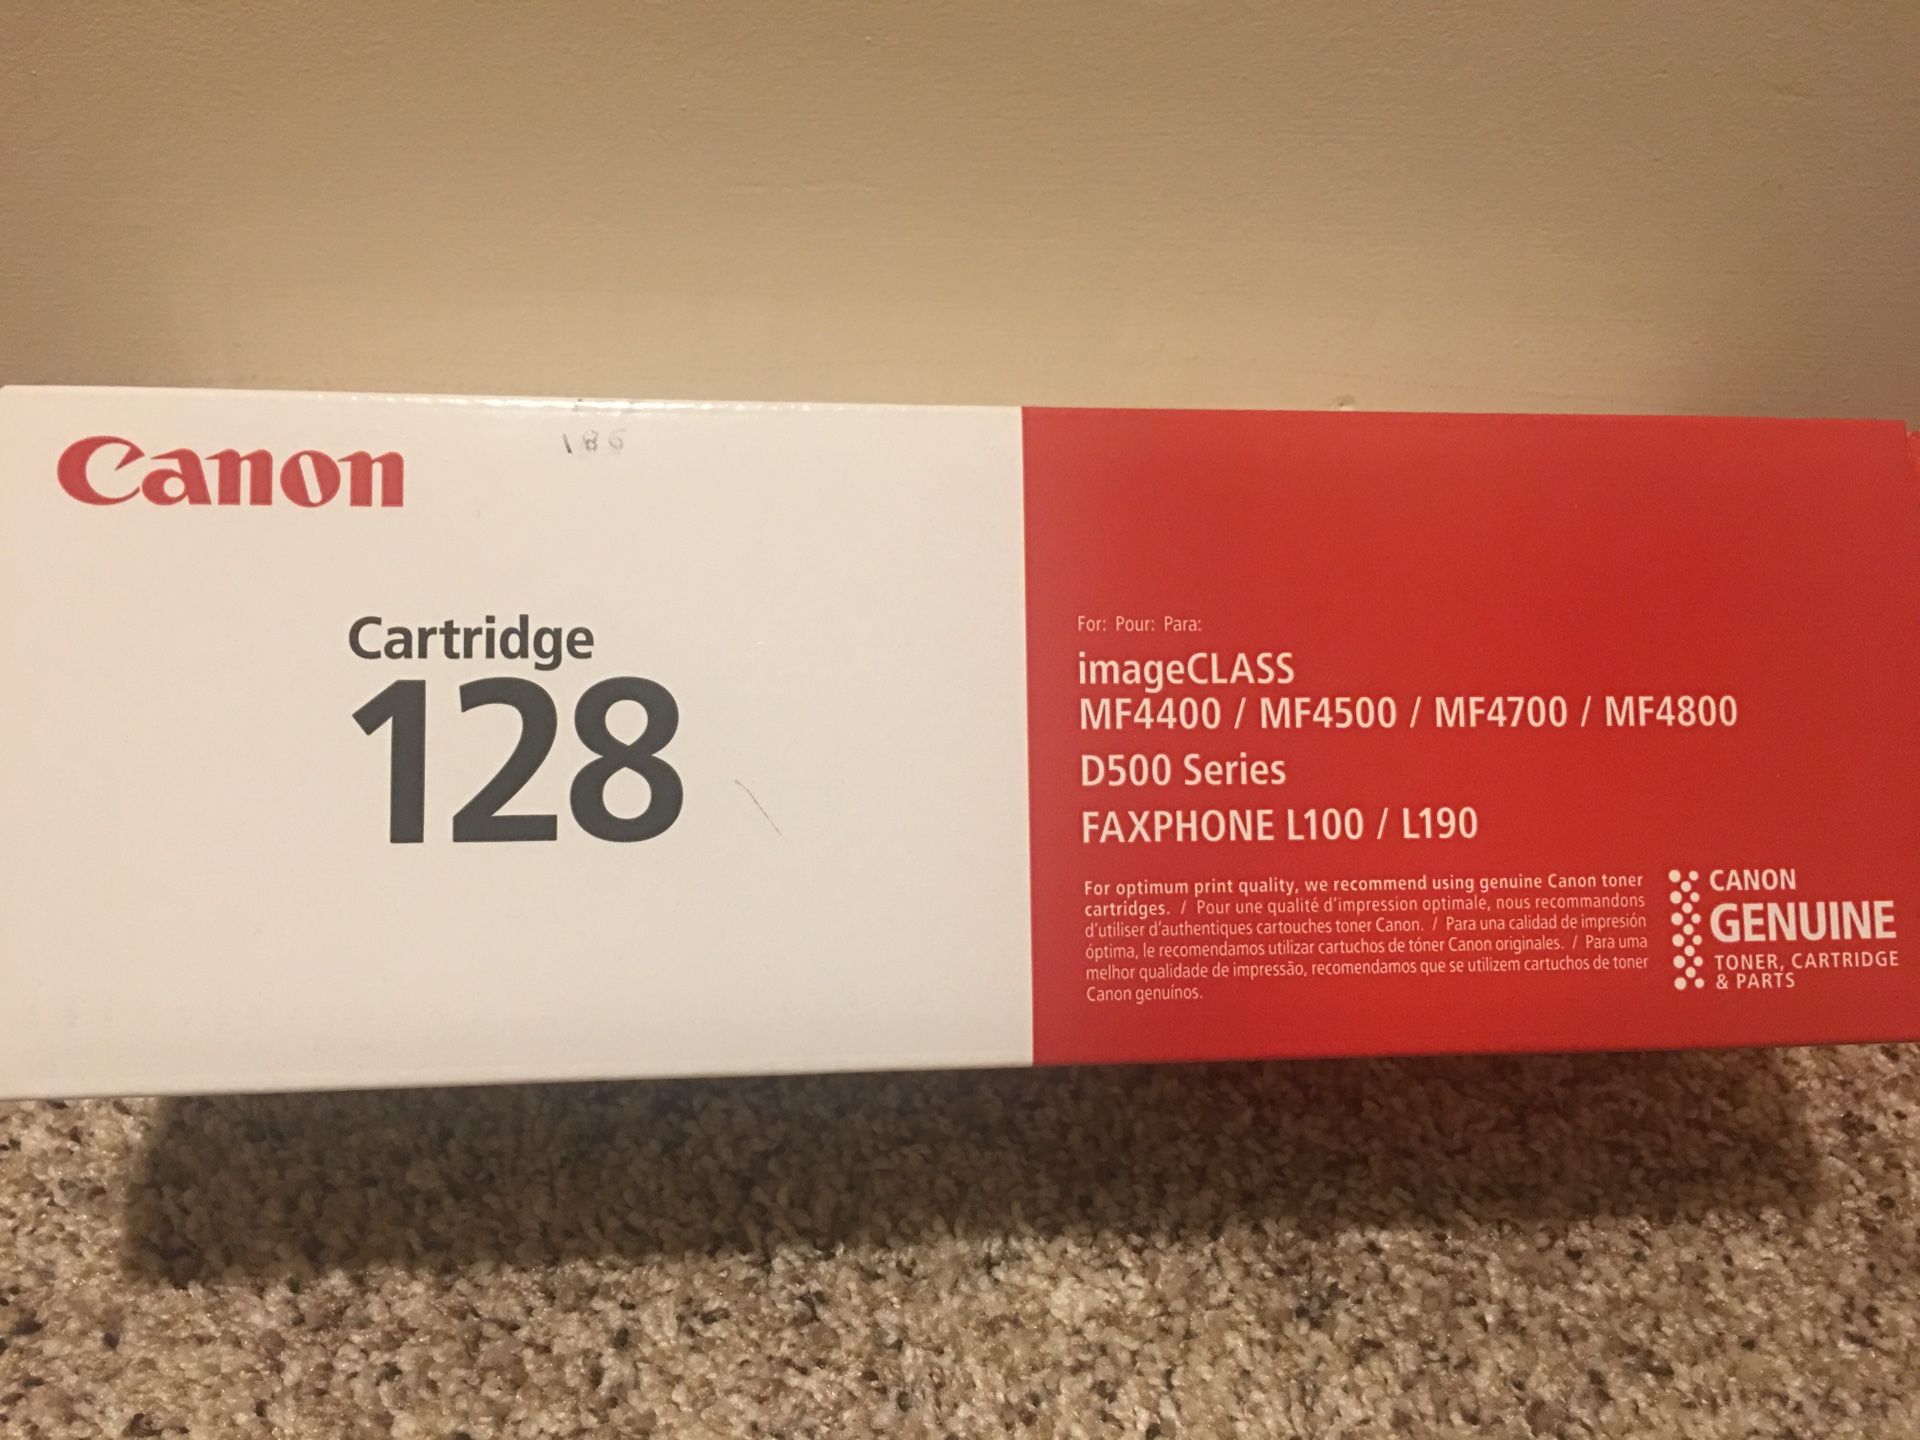 Canon
186
Cartridge
128
For: Pour: Para:
imageCLASS
MF4400 / MF4500 / MF4700 / MF4800
D500 Series
FAXPHONE L100 / L190
For optimum print quality, we recommend using genuine Canon toner
cartridges. / Pour une qualité d'impression optimale, nous recommandons
d'utiliser d'authentiques cartouches toner Canon. / Para una calidad de impresión
óptima, le recomendamos utilizar cartuchos de tóner Canon originales. / Para uma
melhor qualidade de impressão, recomendamos que se utilizem cartuchos de toner
Canon genuínos.
CANON
GENUINE
TONER, CARTRIDGE
& PARTS